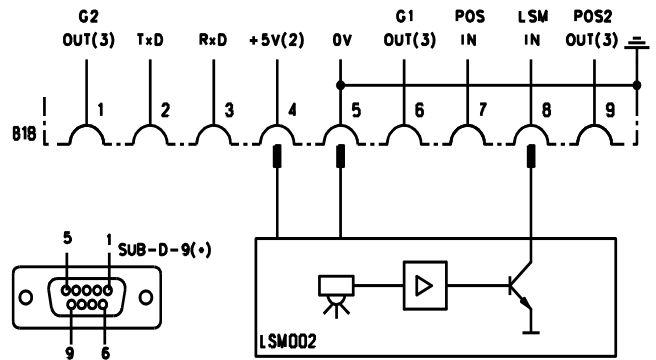 G2 G1 POS LSM POS2
OUT(3) TxD RxD +5V(2) 0V OUT(3) IN IN OUT(3)
1 2 3 4 5 6 7 8 9
B18
5 1 SUB-D-9(•)
9 6
LSM002